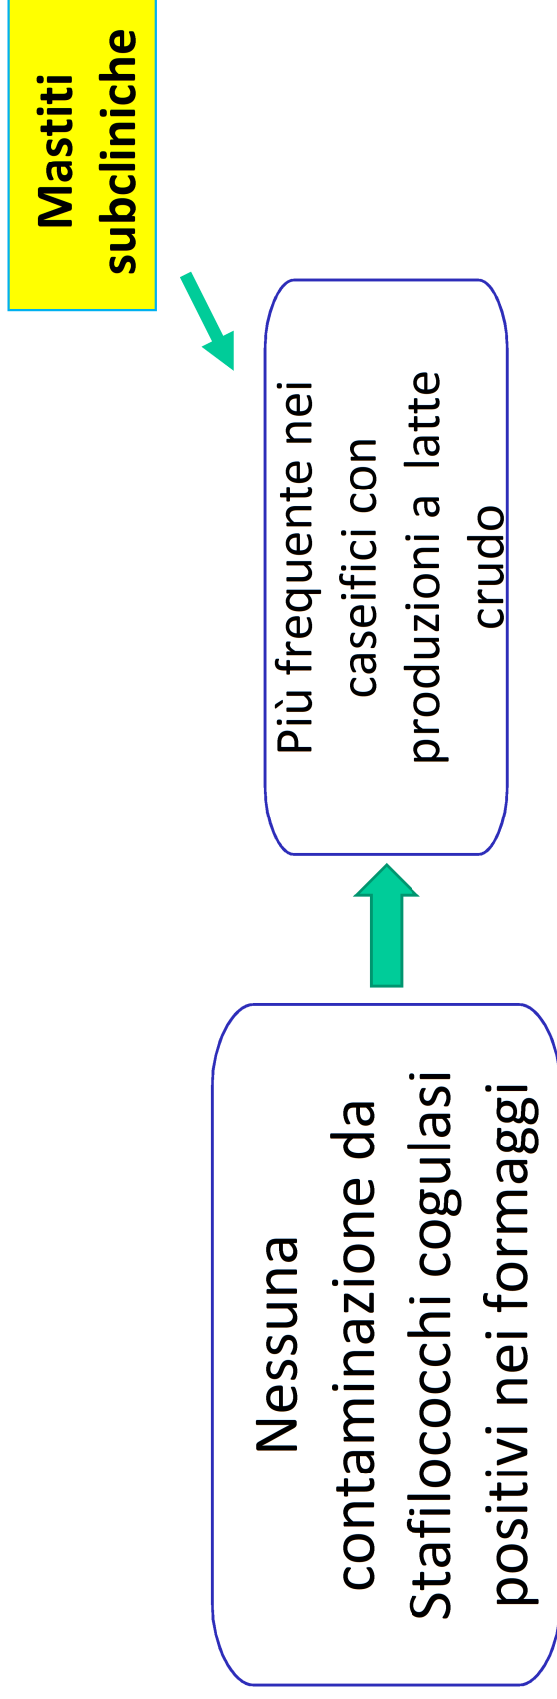 Nessuna
contaminazione da
Stafilococchi cogulasi
positivi nei formaggi
Più frequente nei
caseifici con
produzioni a latte
crudo
Mastiti
subcliniche